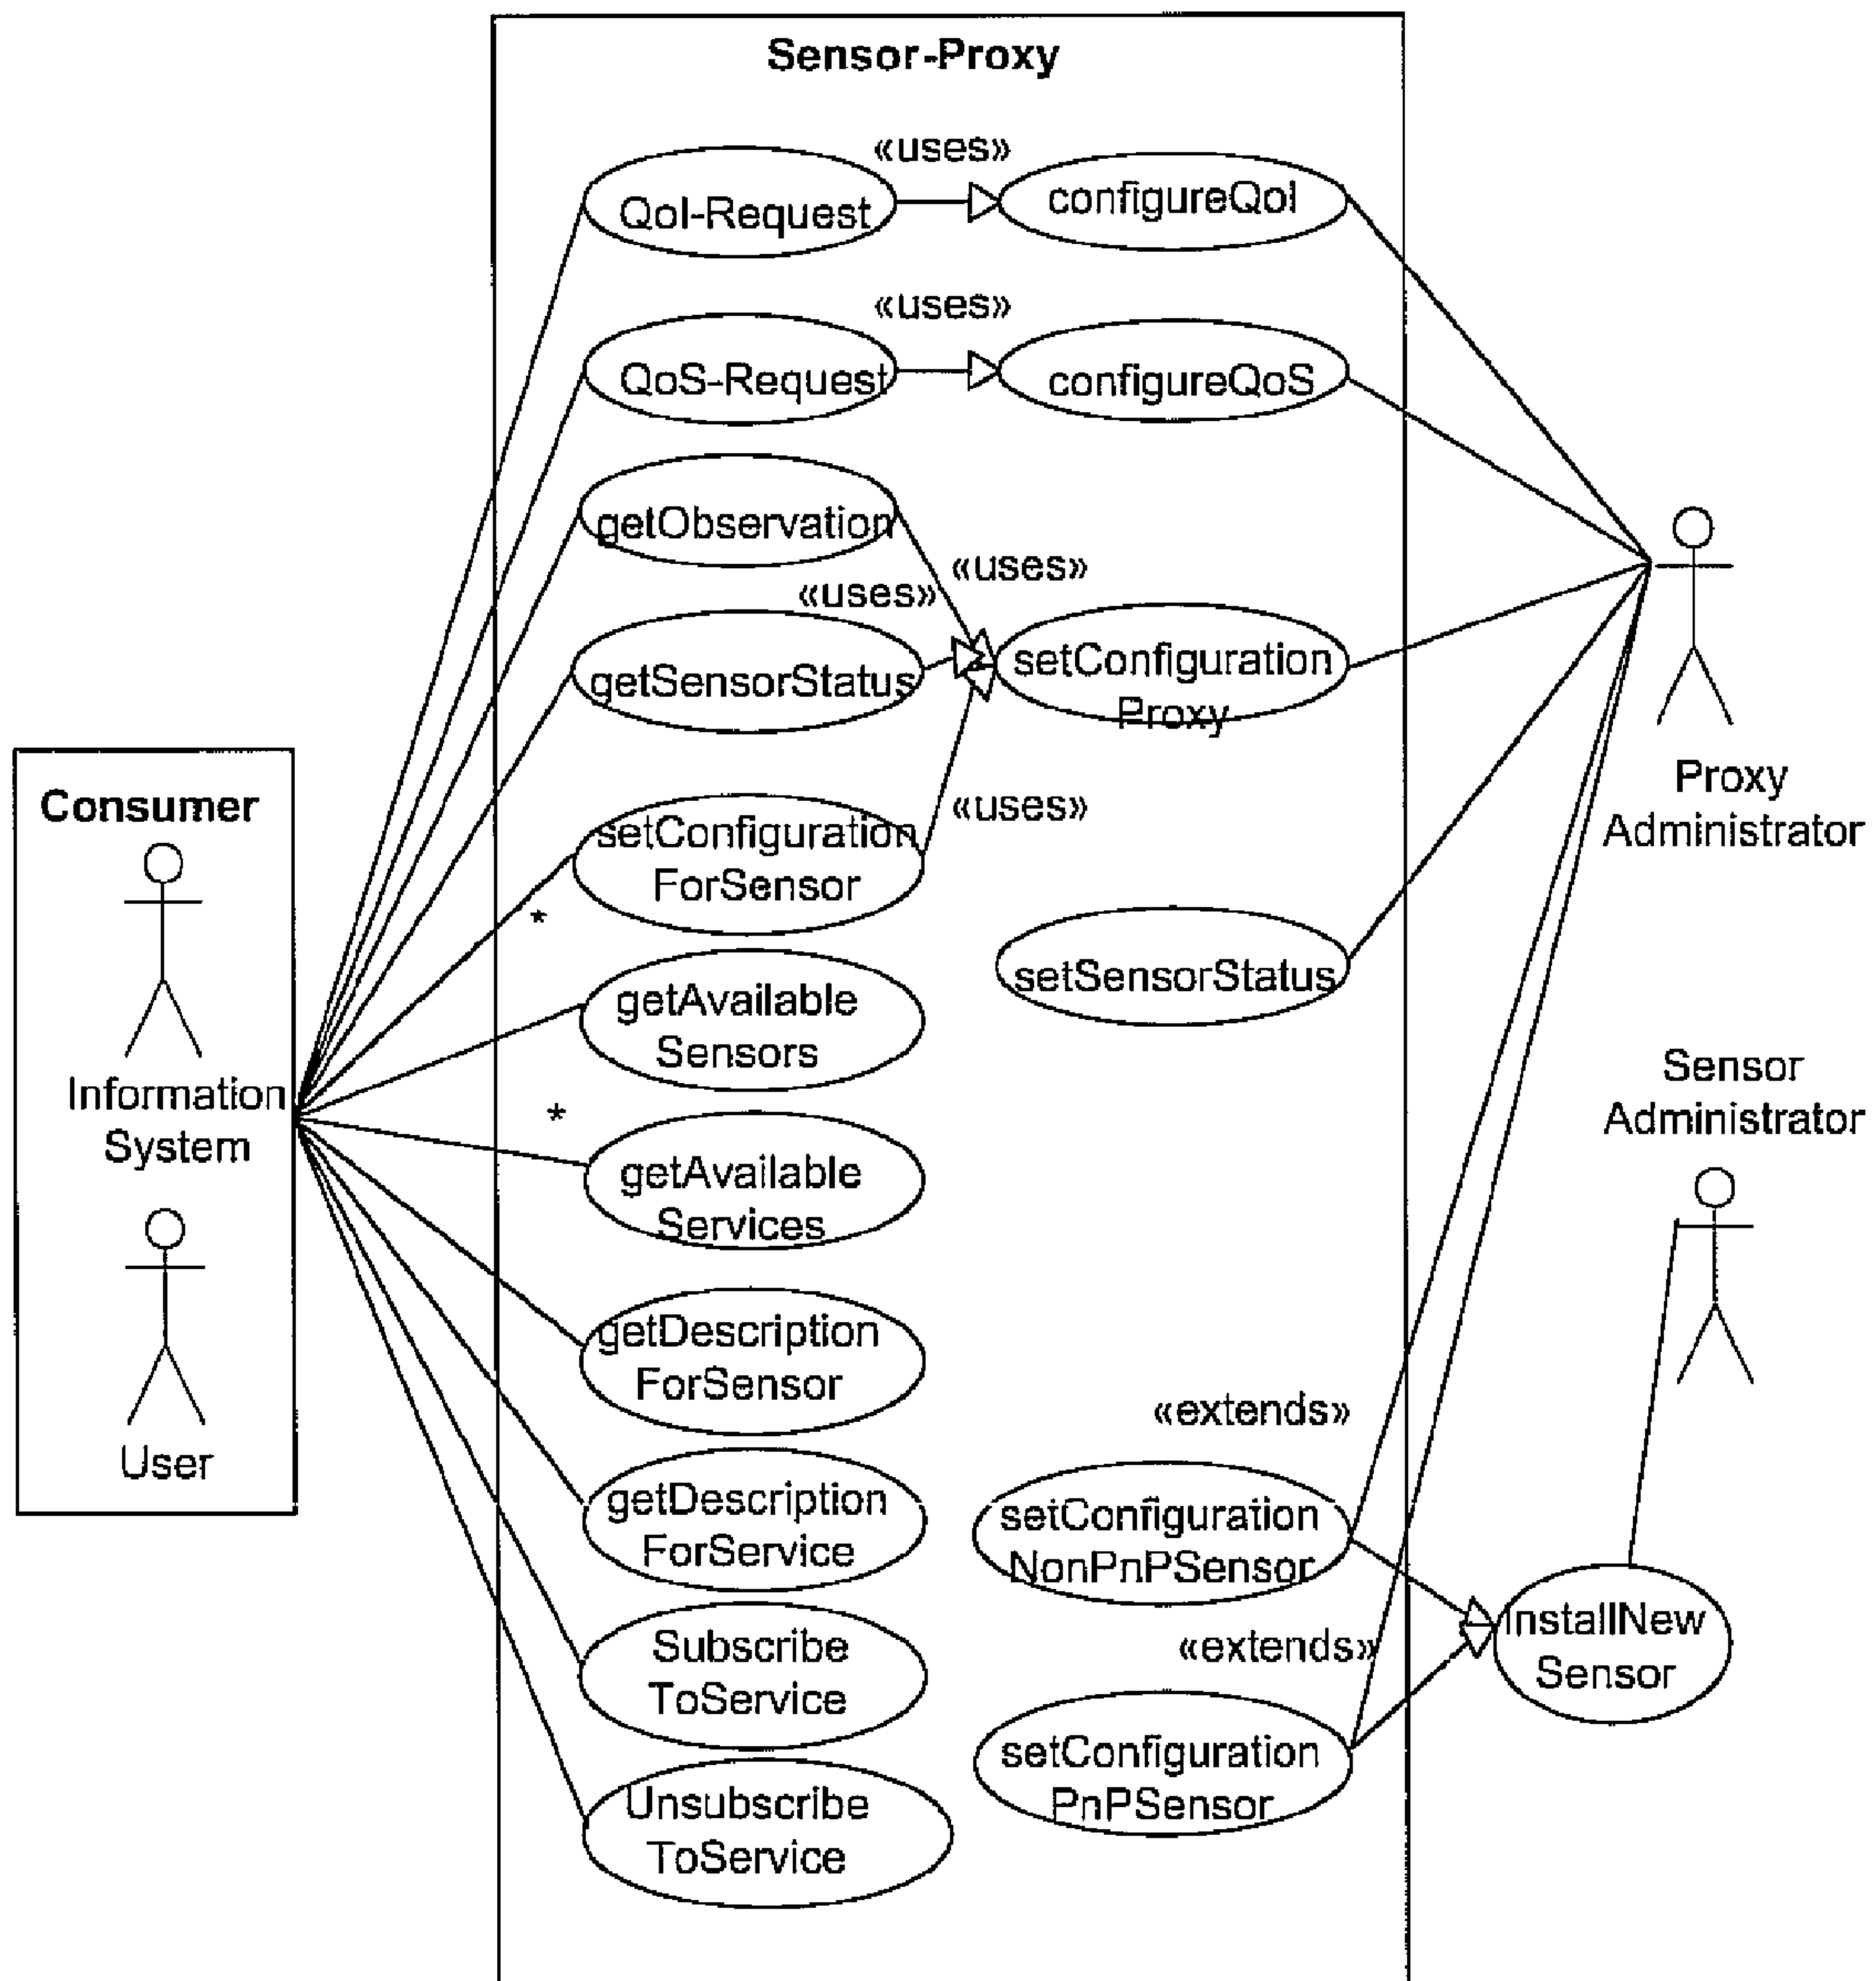 Sensor-Proxy
«uses»
QoI-Request
configureQoI
«uses»
QoS-Request
configureQoS
getObservation
«uses»
«uses»
getSensorStatus
setConfiguration
Proxy
Proxy
Administrator
Consumer
setConfiguration
ForSensor
«uses»
*
setSensorStatus
getAvailable
Sensors
Information
System
Sensor
Administrator
*
getAvailable
Services
getDescription
ForSensor
User
«extends»
getDescription
ForService
setConfiguration
NonPnPSensor
Subscribe
ToService
«extends»
InstallNew
Sensor
setConfiguration
PnPSensor
Unsubscribe
ToService